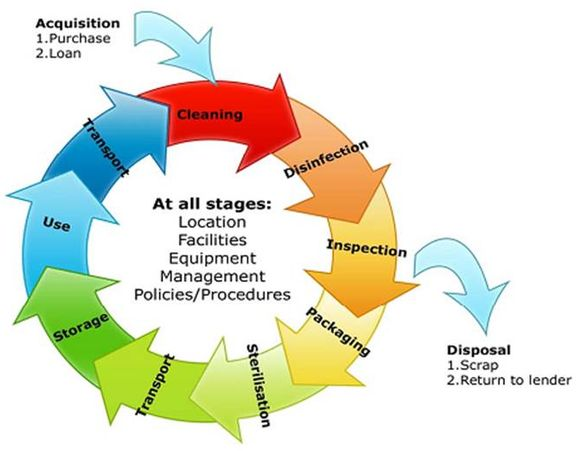 Acquisition
1.Purchase
2.Loan
Cleaning
Disinfection
Inspection
Packaging
Sterilisation
Transport
Storage
Use
Transport
At all stages:
Location
Facilities
Equipment
Management
Policies/Procedures
Disposal
1.Scrap
2.Return to lender